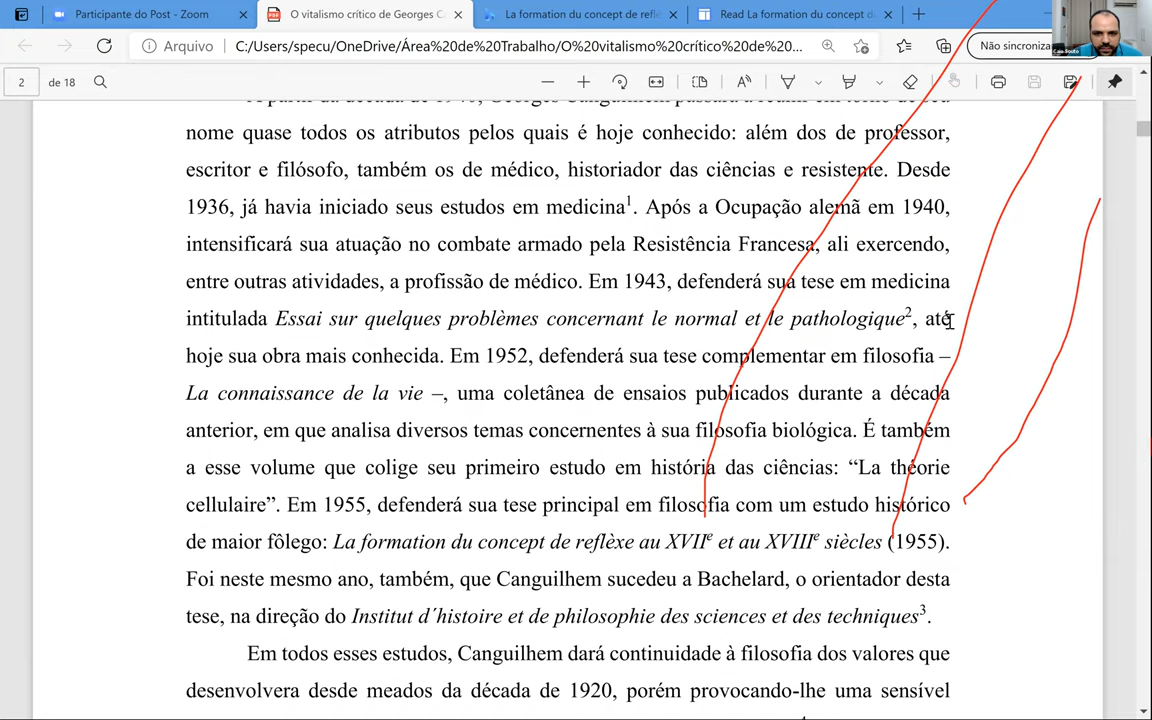 Participante do Post - Zoom
O vitalismo crítico de Georges C
La formation du concept de refle
Read La formation du concept d
Arquivo
C:/Users/specu/OneDrive/Área%20de%20Trabalho/O%20vitalismo%20crítico%20de%20...
Não sincroniza
Caio Souto
2 de 18
nome quase todos os atributos pelos quais é hoje conhecido: além dos de professor,
escritor e filósofo, também os de médico, historiador das ciências e resistente. Desde
1936, já havia iniciado seus estudos em medicina1. Após a Ocupação alemã em 1940,
intensificará sua atuação no combate armado pela Resistência Francesa, ali exercendo,
entre outras atividades, a profissão de médico. Em 1943, defenderá sua tese em medicina
intitulada Essai sur quelques problèmes concernant le normal et le pathologique2, até
hoje sua obra mais conhecida. Em 1952, defenderá sua tese complementar em filosofia –
La connaissance de la vie –, uma coletânea de ensaios publicados durante a década
anterior, em que analisa diversos temas concernentes à sua filosofia biológica. É também
a esse volume que colige seu primeiro estudo em história das ciências: “La théorie
cellulaire”. Em 1955, defenderá sua tese principal em filosofia com um estudo histórico
de maior fôlego: La formation du concept de reflèxe au XVIIe et au XVIIIe siècles (1955).
Foi neste mesmo ano, também, que Canguilhem sucedeu a Bachelard, o orientador desta
tese, na direção do Institut d´histoire et de philosophie des sciences et des techniques3.
Em todos esses estudos, Canguilhem dará continuidade à filosofia dos valores que
desenvolvera desde meados da década de 1920, porém provocando-lhe uma sensível